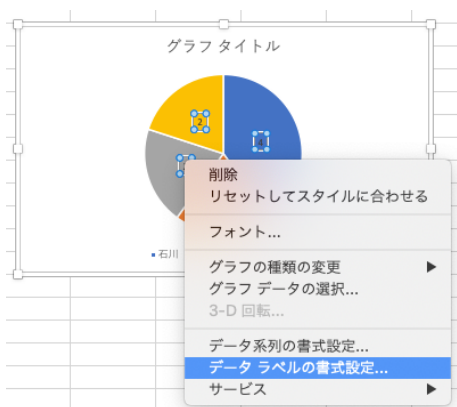 グラフ タイトル
2
4
石川
削除
リセットしてスタイルに合わせる
フォント...
グラフの種類の変更
グラフ データの選択...
3-D 回転...
データ系列の書式設定...
データ ラベルの書式設定...
サービス